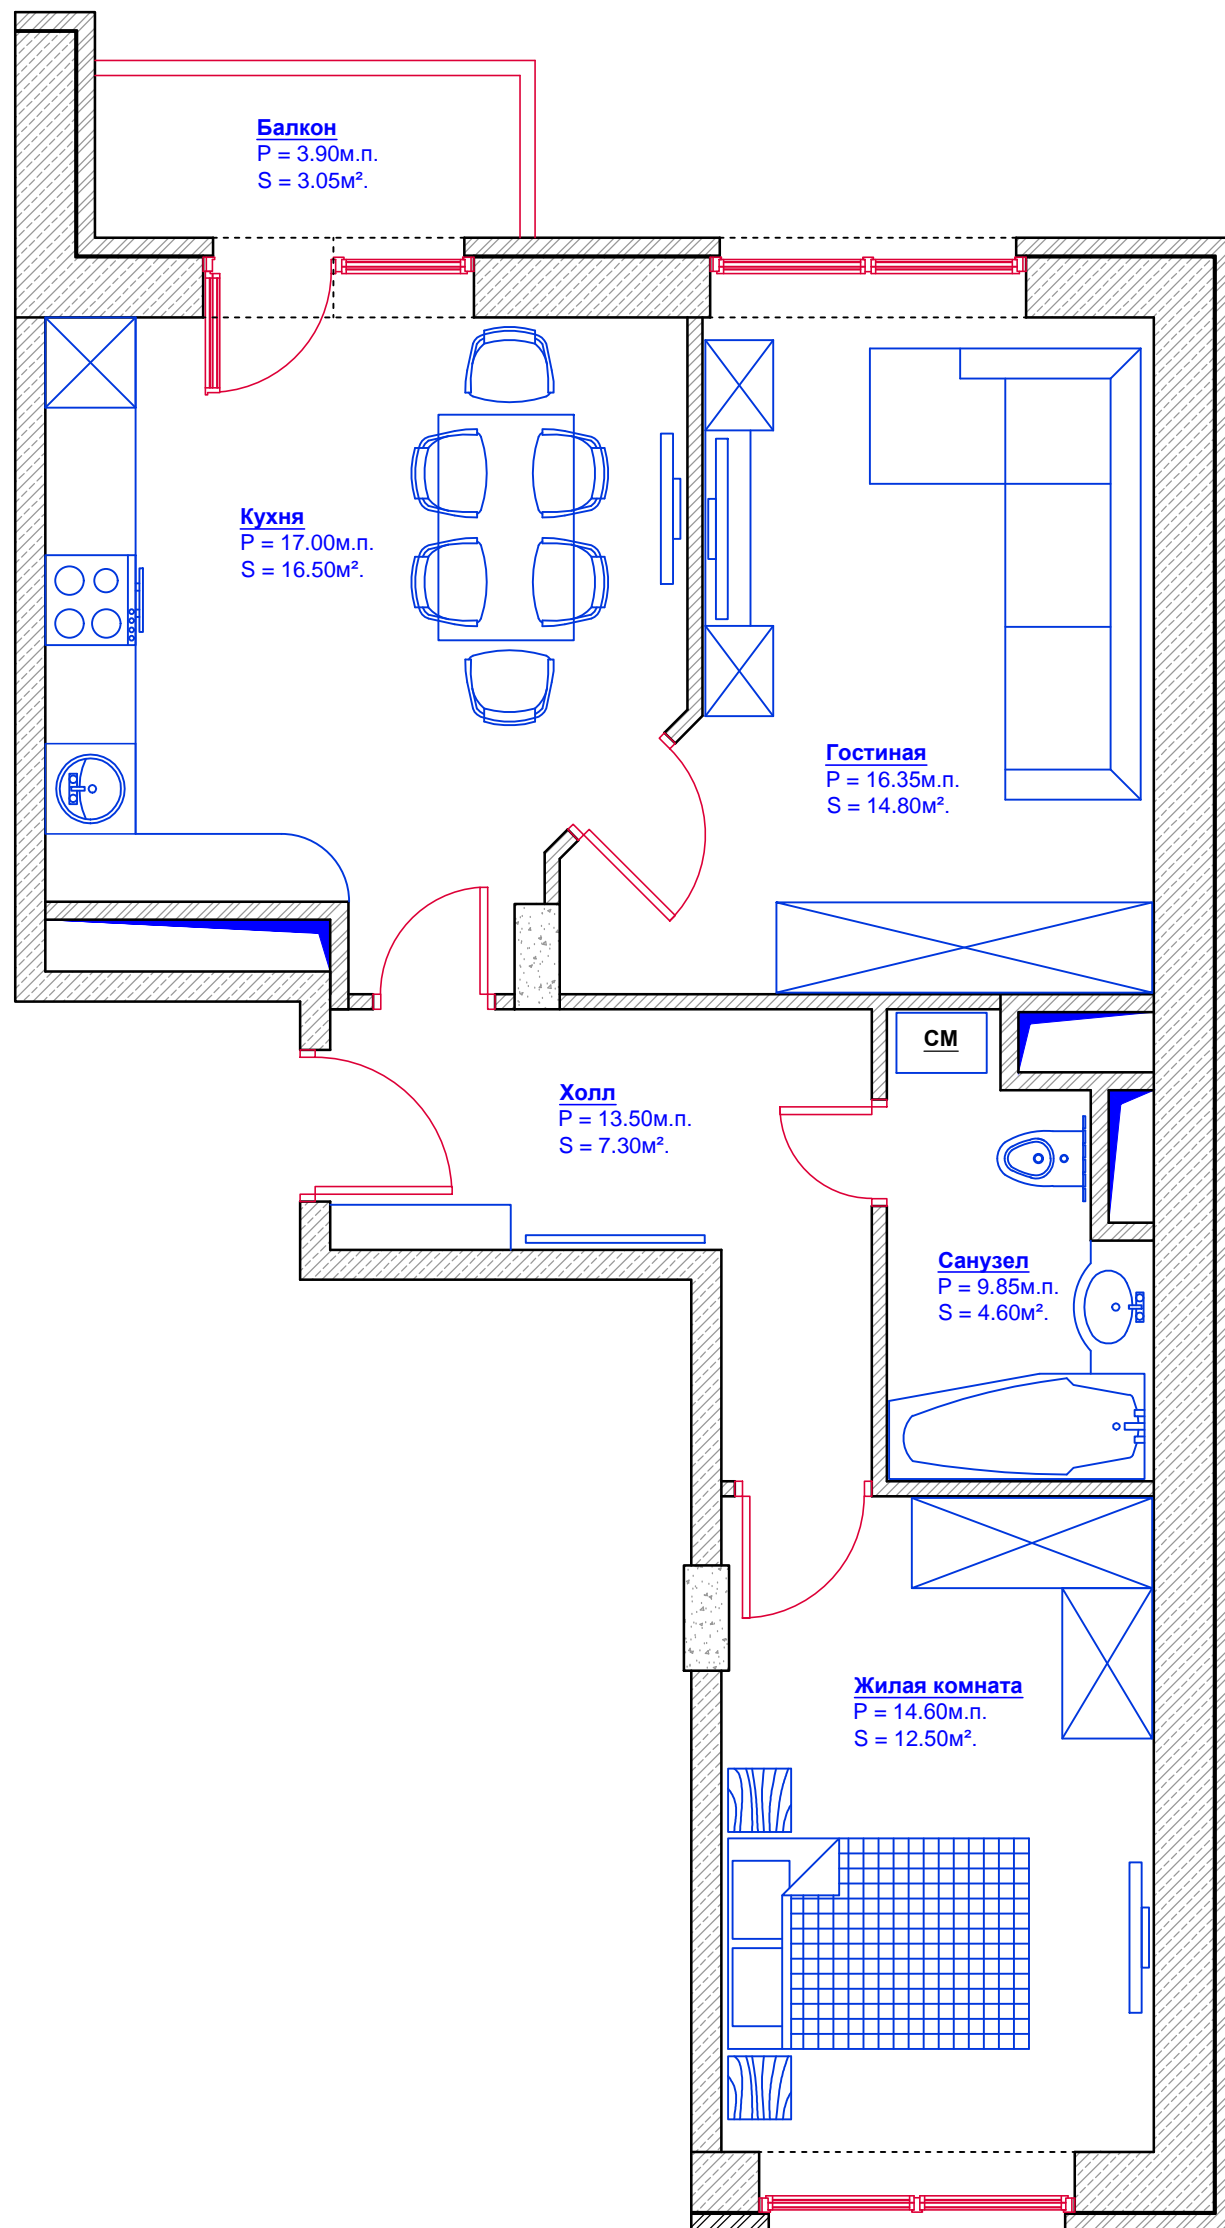 Балкон
P = 3.90м.п.
S = 3.05м².
Кухня
P = 17.00м.п.
S = 16.50м².
Гостиная
P = 16.35м.п.
S = 14.80м².
СМ
Холл
P = 13.50м.п.
S = 7.30м².
Санузел
P = 9.85м.п.
S = 4.60м².
Жилая комната
P = 14.60м.п.
S = 12.50м².